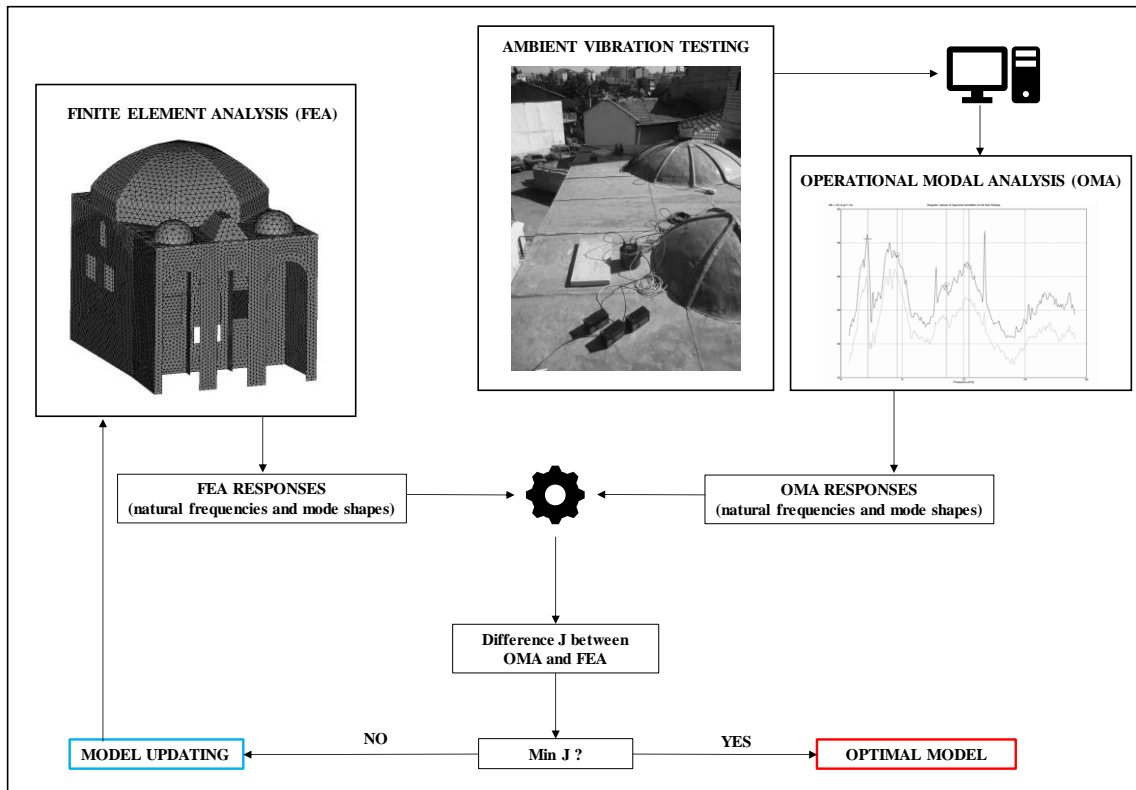 AMBIENT VIBRATION TESTING
FINITE ELEMENT ANALYSIS (FEA)
OPERATIONAL MODAL ANALYSIS (OMA)
FEA RESPONSES
(natural frequencies and mode shapes)
OMA RESPONSES
(natural frequencies and mode shapes)
Difference J between
OMA and FEA
MODEL UPDATING
NO
Min J ?
YES
OPTIMAL MODEL